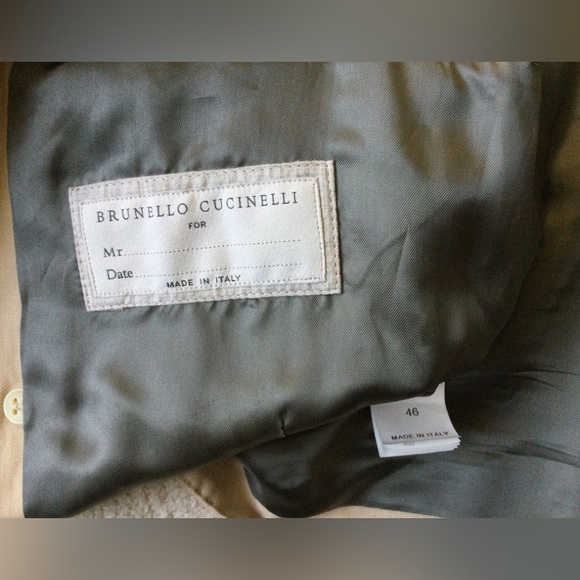 BRUNELLO CUCINELLI
FOR
Mr.......................................
Date.......................................
MADE IN ITALY
46
MADE IN ITALY